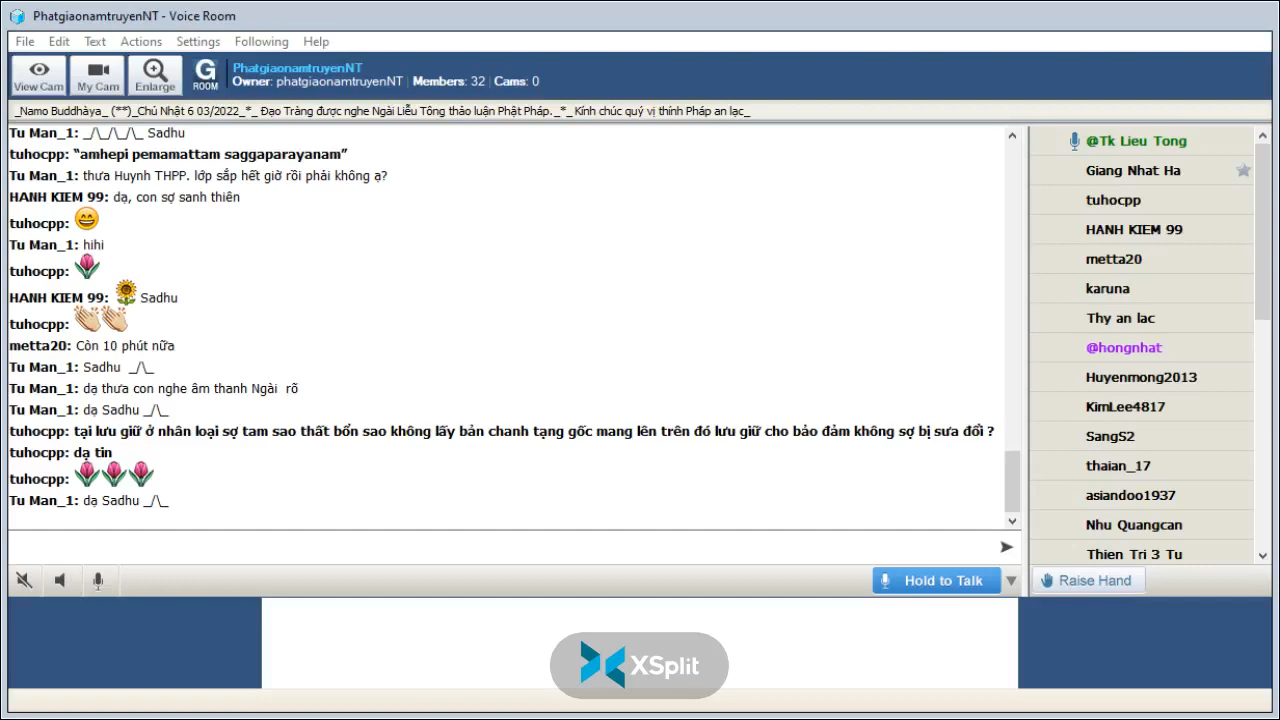 PhatgiaonamtruyenNT - Voice Room
File Edit Text Actions Settings Following Help
View Cam
My Cam
Enlarge
G ROOM
PhatgiaonamtruyenNT
Owner: phatgiaonamtruyenNT | Members: 32 | Cams: 0
_Namo Buddhàya_ (**)_Chủ Nhật 6 03/2022_*_ Đạo Tràng được nghe Ngài Liễu Tông thảo luận Phật Pháp._*_ Kính chúc quý vị thính Pháp an lạc_
Tu Man_1: _/\_/\_/\_ Sadhu
tuhocpp: “amhepi pemamattam saggaparayanam”
Tu Man_1: thưa Huynh THPP. lớp sắp hết giờ rồi phải không ạ?
HANH KIEM 99: dạ, con sợ sanh thiên
tuhocpp:
Tu Man_1: hihi
tuhocpp:
HANH KIEM 99: Sadhu
tuhocpp:
metta20: Còn 10 phút nữa
Tu Man_1: Sadhu _/\_
Tu Man_1: dạ thưa con nghe âm thanh Ngài rõ
Tu Man_1: dạ Sadhu _/\_
tuhocpp: tại lưu giữ ở nhân loại sợ tam sao thất bổn sao không lấy bản chanh tạng gốc mang lên trên đó lưu giữ cho bảo đảm không sợ bị sưa đổi ?
tuhocpp: dạ tin
tuhocpp:
Tu Man_1: dạ Sadhu _/\_
@Tk Lieu Tong
Giang Nhat Ha
tuhocpp
HANH KIEM 99
metta20
karuna
Thy an lac
@hongnhat
Huyenmong2013
KimLee4817
SangS2
thaian_17
asiandoo1937
Nhu Quangcan
Thien Tri 3 Tu
Hold to Talk
Raise Hand
XSplit